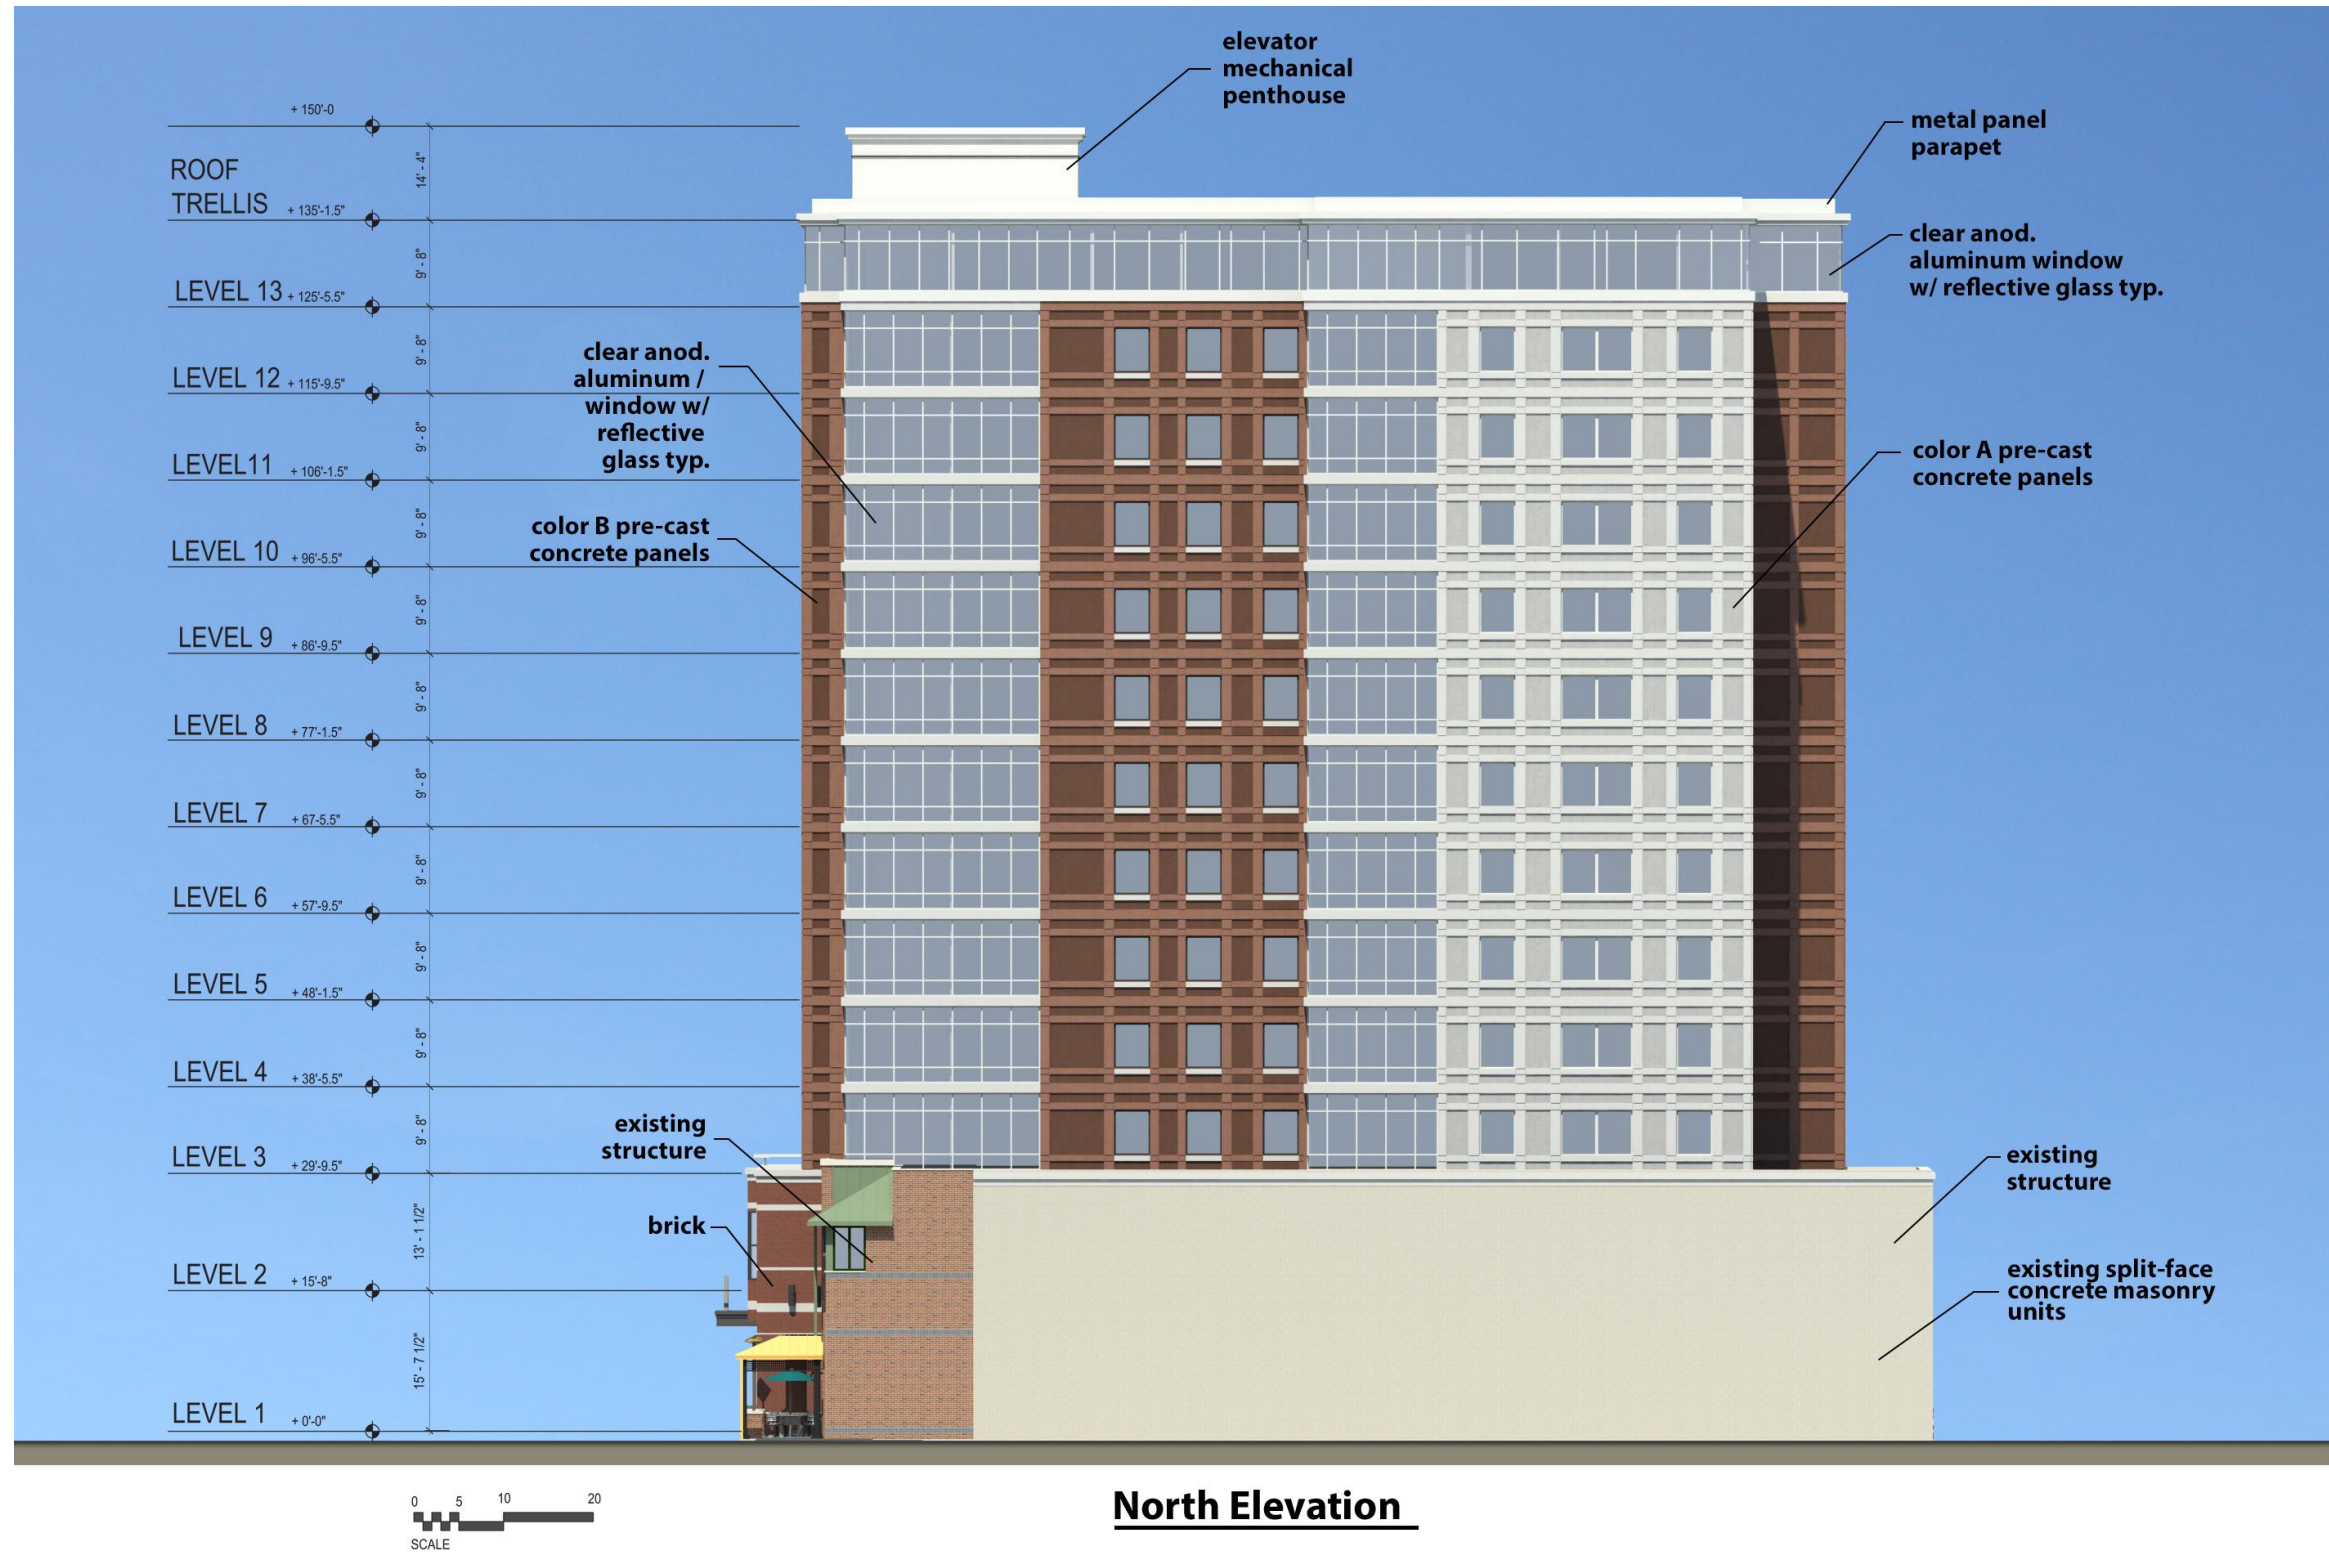 elevator
mechanical
penthouse
+ 150'-0
metal panel
parapet
14' - 4"
ROOF
TRELLIS + 135'-1.5"
clear anod.
aluminum window
w/ reflective glass typ.
9' - 8"
LEVEL 13 + 125'-5.5"
9' - 8"
clear anod.
aluminum /
window w/
reflective
glass typ.
LEVEL 12 + 115'-9.5"
9' - 8"
color A pre-cast
concrete panels
LEVEL11 + 106'-1.5"
9' - 8"
color B pre-cast
concrete panels
LEVEL 10 + 96'-5.5"
9' - 8"
LEVEL 9 + 86'-9.5"
9' - 8"
LEVEL 8 + 77'-1.5"
9' - 8"
LEVEL 7 + 67-5.5"
9' - 8"
LEVEL 6 + 57'-9.5"
9' - 8"
LEVEL 5 + 48'-1.5"
9' - 8"
LEVEL 4 + 38'-5.5"
9' - 8"
existing
structure
LEVEL 3 + 29'-9.5"
existing
structure
13' - 1 1/2"
brick
LEVEL 2 + 15'-8"
existing split-face
concrete masonry
units
15' - 7 1/2"
LEVEL 1 + 0'-0"
0 5 10 20
SCALE
North Elevation